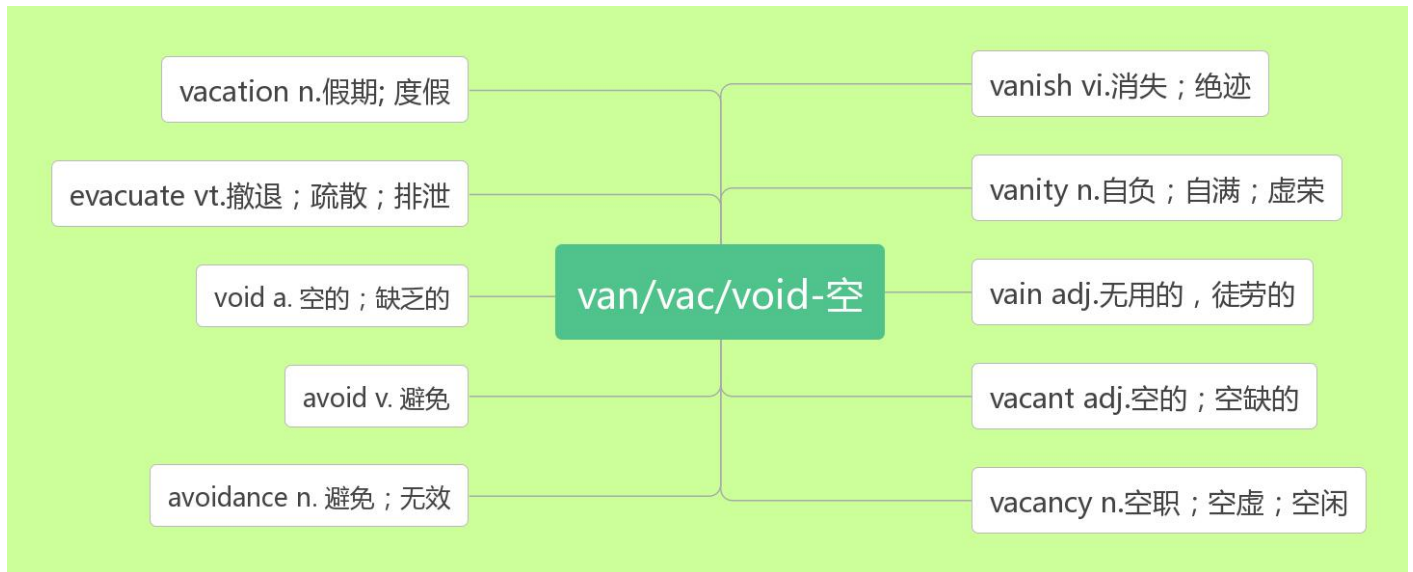 vacation n.假期; 度假
evacuate vt.撤退；疏散；排泄
void a. 空的；缺乏的
avoid v. 避免
avoidance n. 避免；无效
van/vac/void-空
vanish vi.消失；绝迹
vanity n.自负；自满；虚荣
vain adj.无用的，徒劳的
vacant adj.空的；空缺的
vacancy n.空职；空虚；空闲